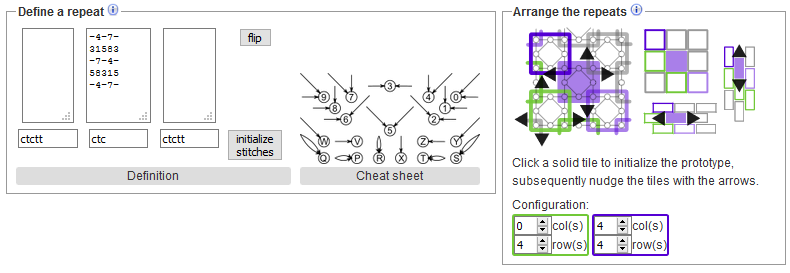 Define a repeat
-4-7-
31583
-7-4-
58315
-4-7-
flip
ctctt
ctc
ctctt
initialize
stitches
Definition
9 7 3 4 0
8 1
6 5 2
W V Z Y
Q P R X T S
Cheat sheet
Arrange the repeats
Click a solid tile to initialize the prototype,
subsequently nudge the tiles with the arrows.
Configuration:
0 col(s) 4 col(s)
4 row(s) 4 row(s)